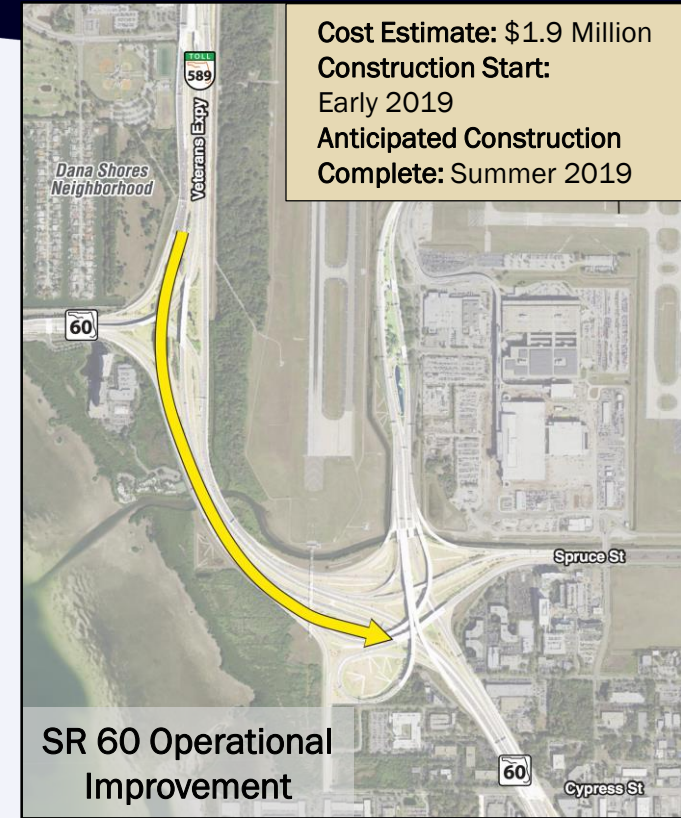 Cost Estimate: $1.9 Million
Construction Start:
Early 2019
Anticipated Construction
Complete: Summer 2019
TOLL
589
Veterans Expy
Dana Shores
Neighborhood
60
Spruce St
SR 60 Operational
Improvement
60
Cypress St